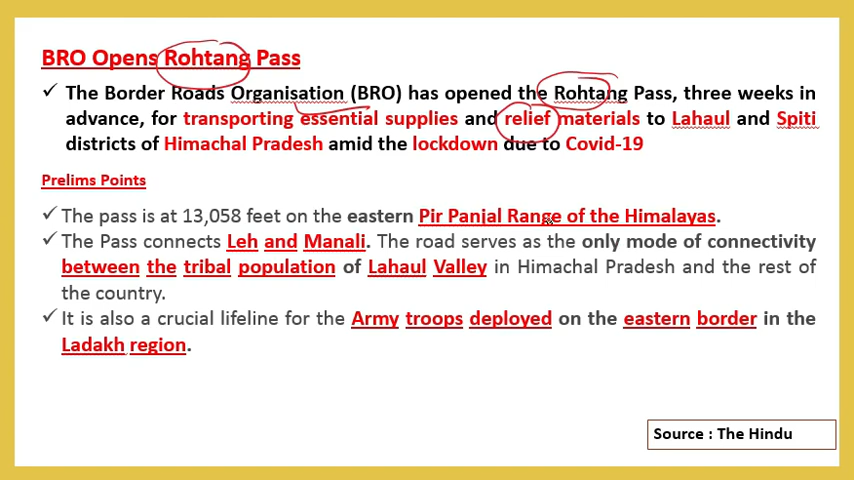 BRO Opens Rohtang Pass
✓ The Border Roads Organisation (BRO) has opened the Rohtang Pass, three weeks in
advance, for transporting essential supplies and relief materials to Lahaul and Spiti
districts of Himachal Pradesh amid the lockdown due to Covid-19
Prelims Points
✓ The pass is at 13,058 feet on the eastern Pir Panjal Range of the Himalayas.
✓ The Pass connects Leh and Manali. The road serves as the only mode of connectivity
between the tribal population of Lahaul Valley in Himachal Pradesh and the rest of
the country.
✓ It is also a crucial lifeline for the Army troops deployed on the eastern border in the
Ladakh region.
Source : The Hindu